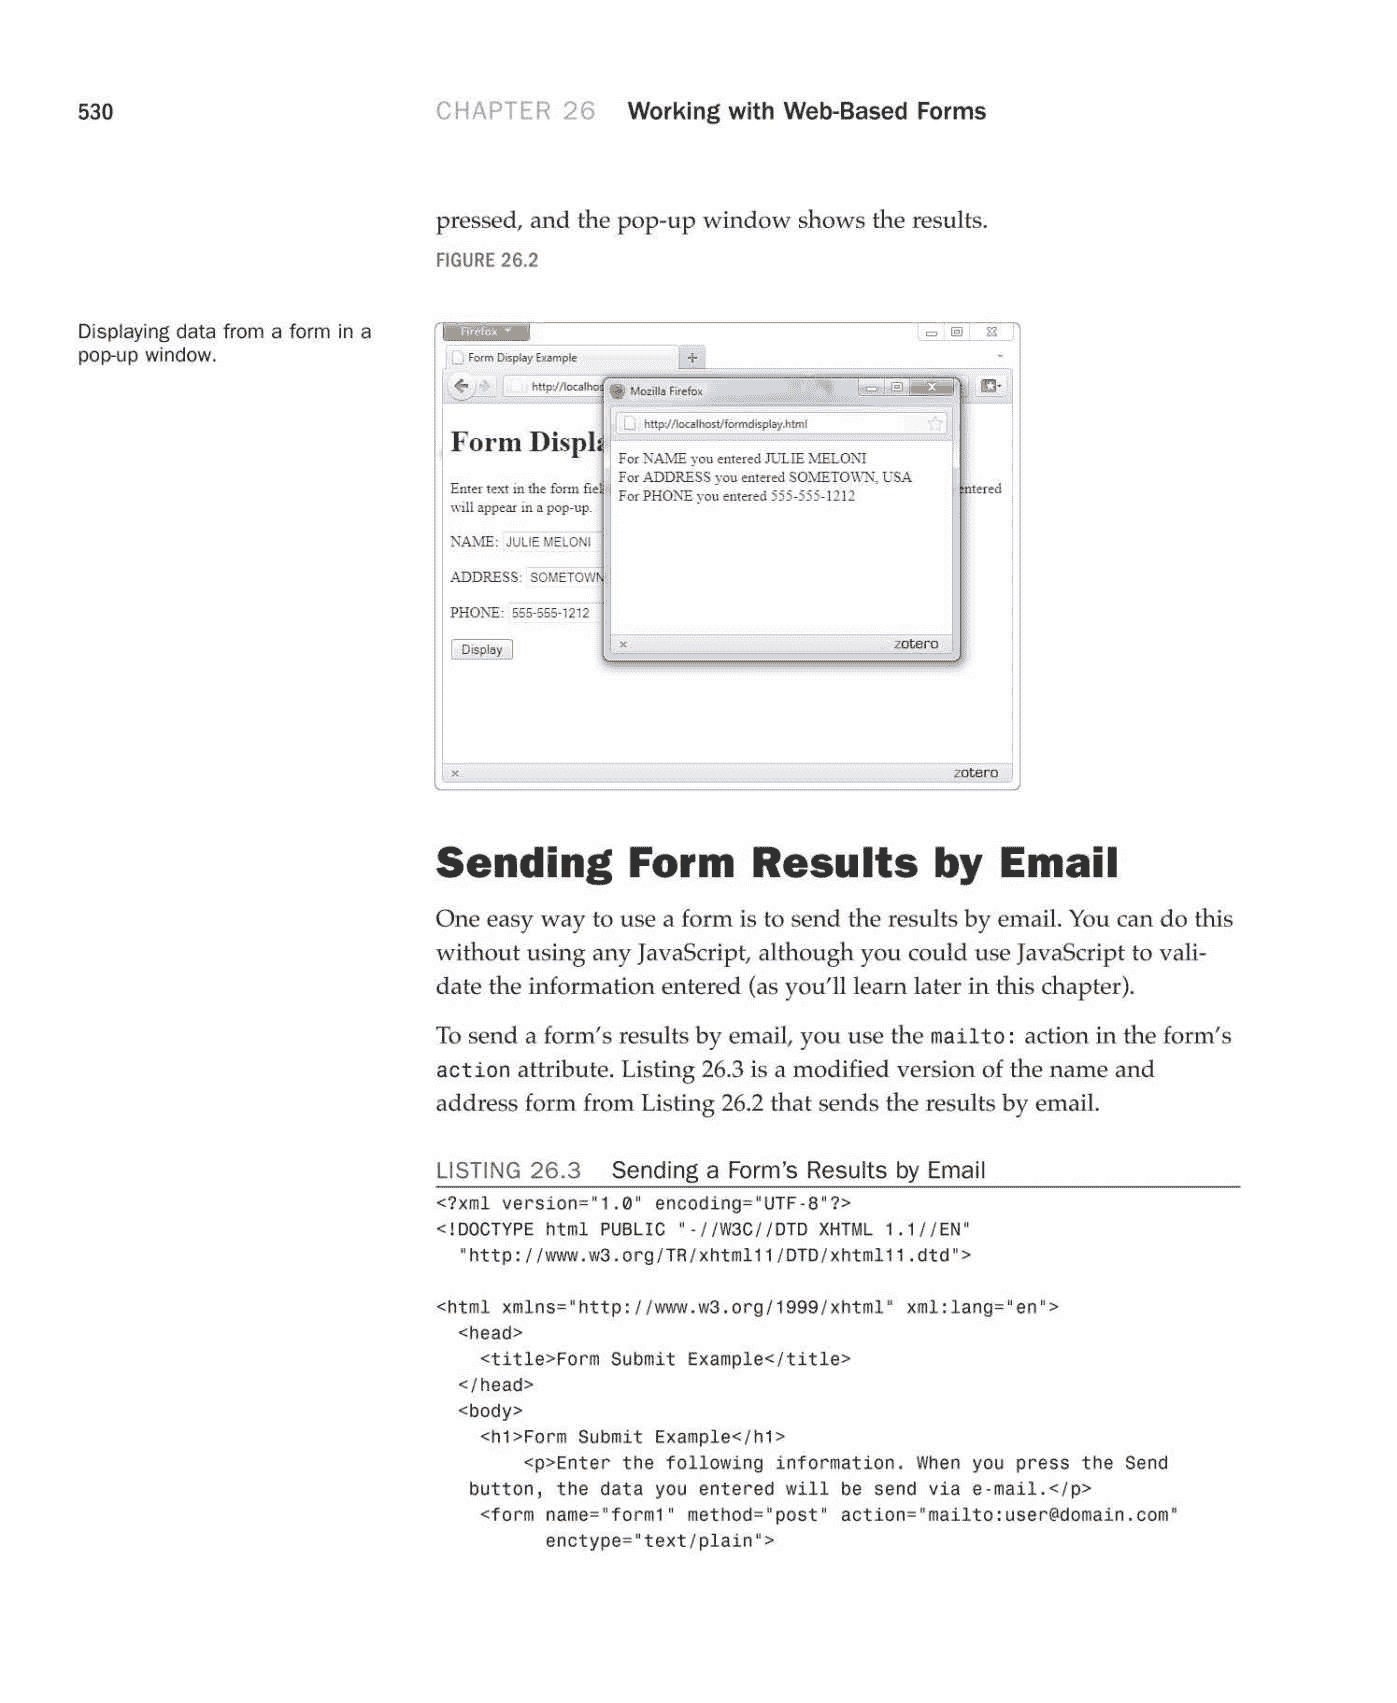 530
CHAPTER 26 Working with Web-Based Forms
pressed, and the pop-up window shows the results.
FIGURE 26.2
Displaying data from a form in a
pop-up window.
Firefox
Form Display Example
http://localhos
Mozilla Firefox
http://localhost/formdisplay.html
Form Displa
For NAME you entered JULIE MELONI
For ADDRESS you entered SOMETOWN, USA
For PHONE you entered 555-555-1212
Enter text in the form fiel
entered
will appear in a pop-up.
NAME: JULIE MELONI
ADDRESS: SOMETOWN
PHONE: 555-555-1212
Display
zotero
zotero
Sending Form Results by Email
One easy way to use a form is to send the results by email. You can do this
without using any JavaScript, although you could use JavaScript to vali-
date the information entered (as you'll learn later in this chapter).
To send a form's results by email, you use the mailto: action in the form's
action attribute. Listing 26.3 is a modified version of the name and
address form from Listing 26.2 that sends the results by email.
LISTING 26.3 Sending a Form's Results by Email
<?xml version="1.0" encoding="UTF-8"?>
<!DOCTYPE html PUBLIC "-//W3C//DTD XHTML 1.1//EN"
"http://www.w3.org/TR/xhtml11/DTD/xhtml11.dtd">
<html xmlns="http://www.w3.org/1999/xhtml" xml:lang="en">
<head>
<title>Form Submit Example</title>
</head>
<body>
<h1>Form Submit Example</h1>
<p>Enter the following information. When you press the Send
button, the data you entered will be send via e-mail.</p>
<form name="form1" method="post" action="mailto:user@domain.com"
enctype="text/plain">